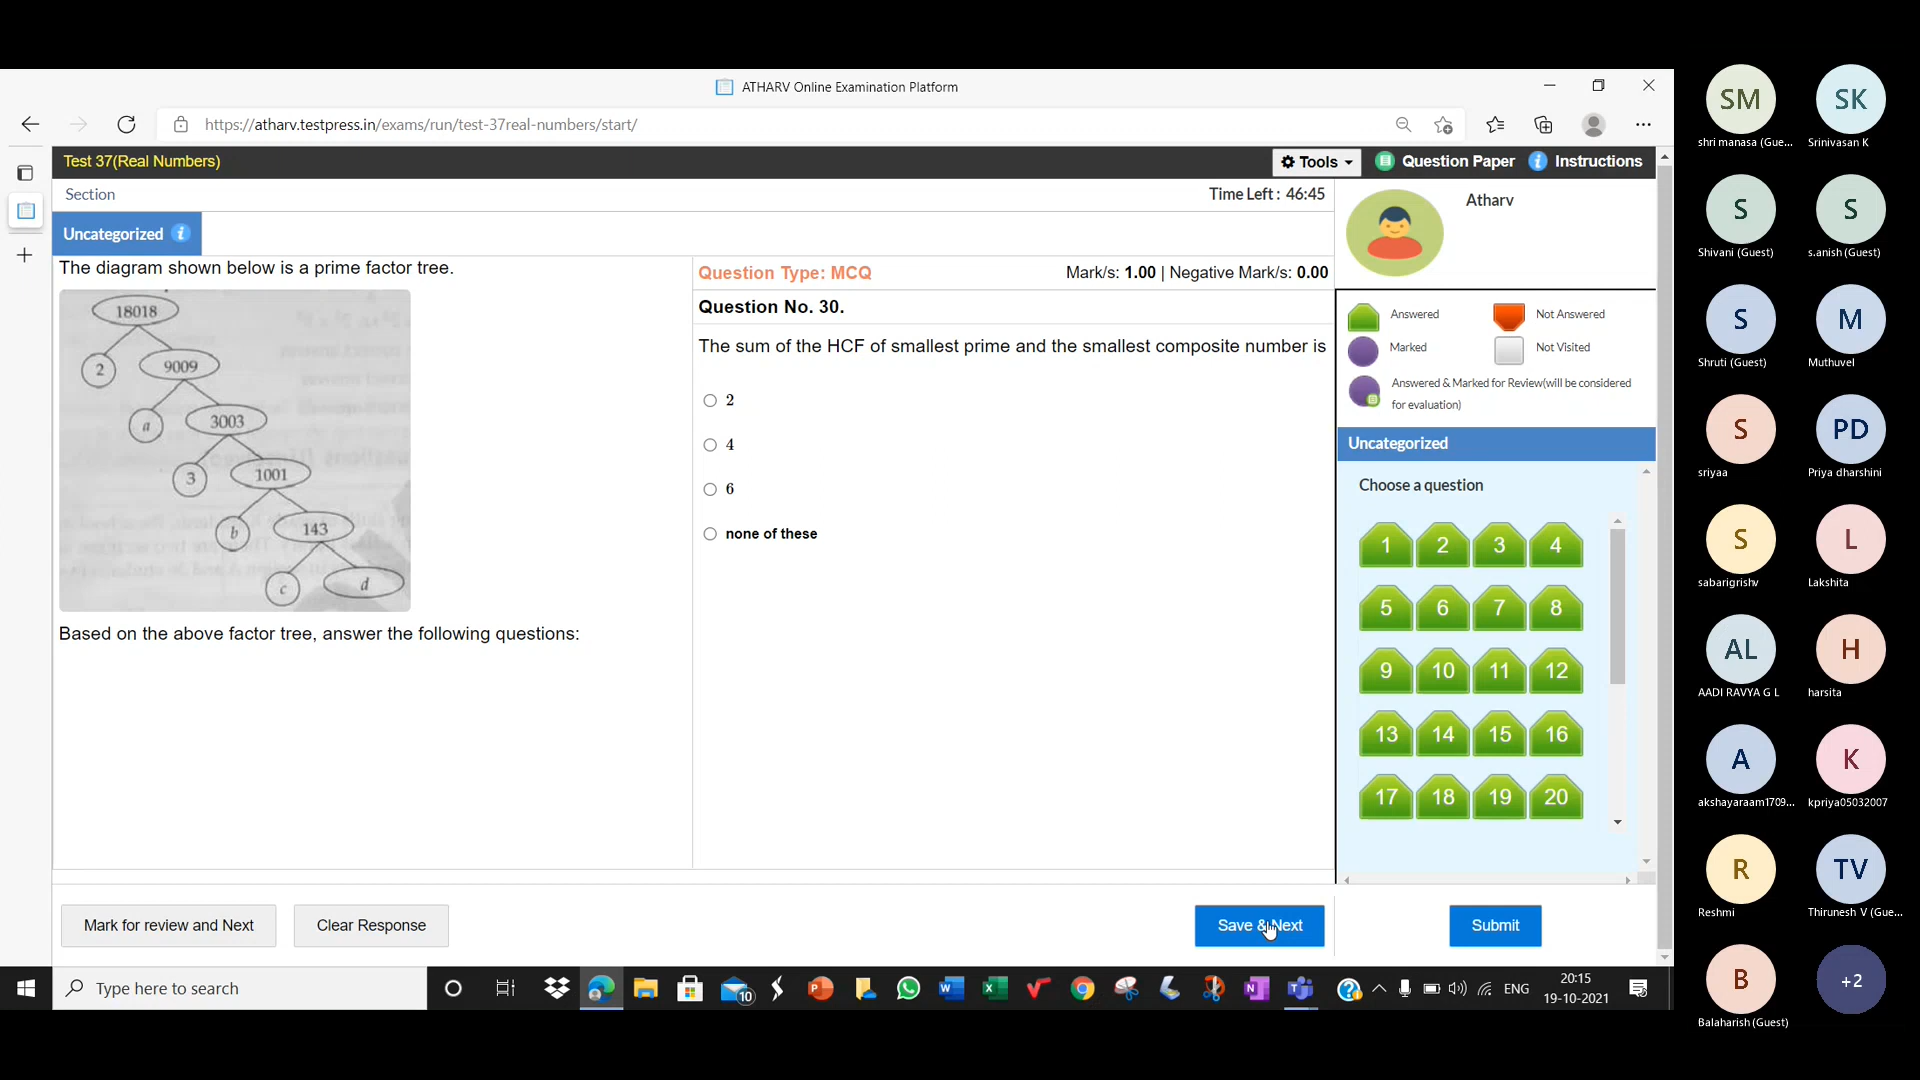 ATHARV Online Examination Platform
https://atharv.testpress.in/exams/run/test-37real-numbers/start/
Test 37(Real Numbers)
Tools
Question Paper
i
Instructions
Section
Time Left : 46:45
Uncategorized i
The diagram shown below is a prime factor tree.
18018
2
9009
a
3003
3
1001
b
143
c
d
Based on the above factor tree, answer the following questions:
Question Type: MCQ
Mark/s: 1.00 | Negative Mark/s: 0.00
Question No. 30.
The sum of the HCF of smallest prime and the smallest composite number is
2
4
6
none of these
Atharv
Answered
Not Answered
Marked
Not Visited
Answered & Marked for Review(will be considered
for evaluation)
Uncategorized
Choose a question
1 2 3 4
5 6 7 8
9 10 11 12
13 14 15 16
17 18 19 20
Mark for review and Next
Clear Response
Save & Next
Submit
Type here to search
10
ENG
20:15
19-10-2021
SM
shri manasa (Gue...
SK
Srinivasan K
S
Shivani (Guest)
S
s.anish (Guest)
S
Shruti (Guest)
M
Muthuvel
S
sriyaa
PD
Priya dharshini
S
sabarigrishv
L
Lakshita
AL
AADI RAVYA G L
H
harsita
A
akshayaraam1709...
K
kpriya05032007
R
Reshmi
TV
Thirunesh V (Gue...
B
Balaharish (Guest)
+2